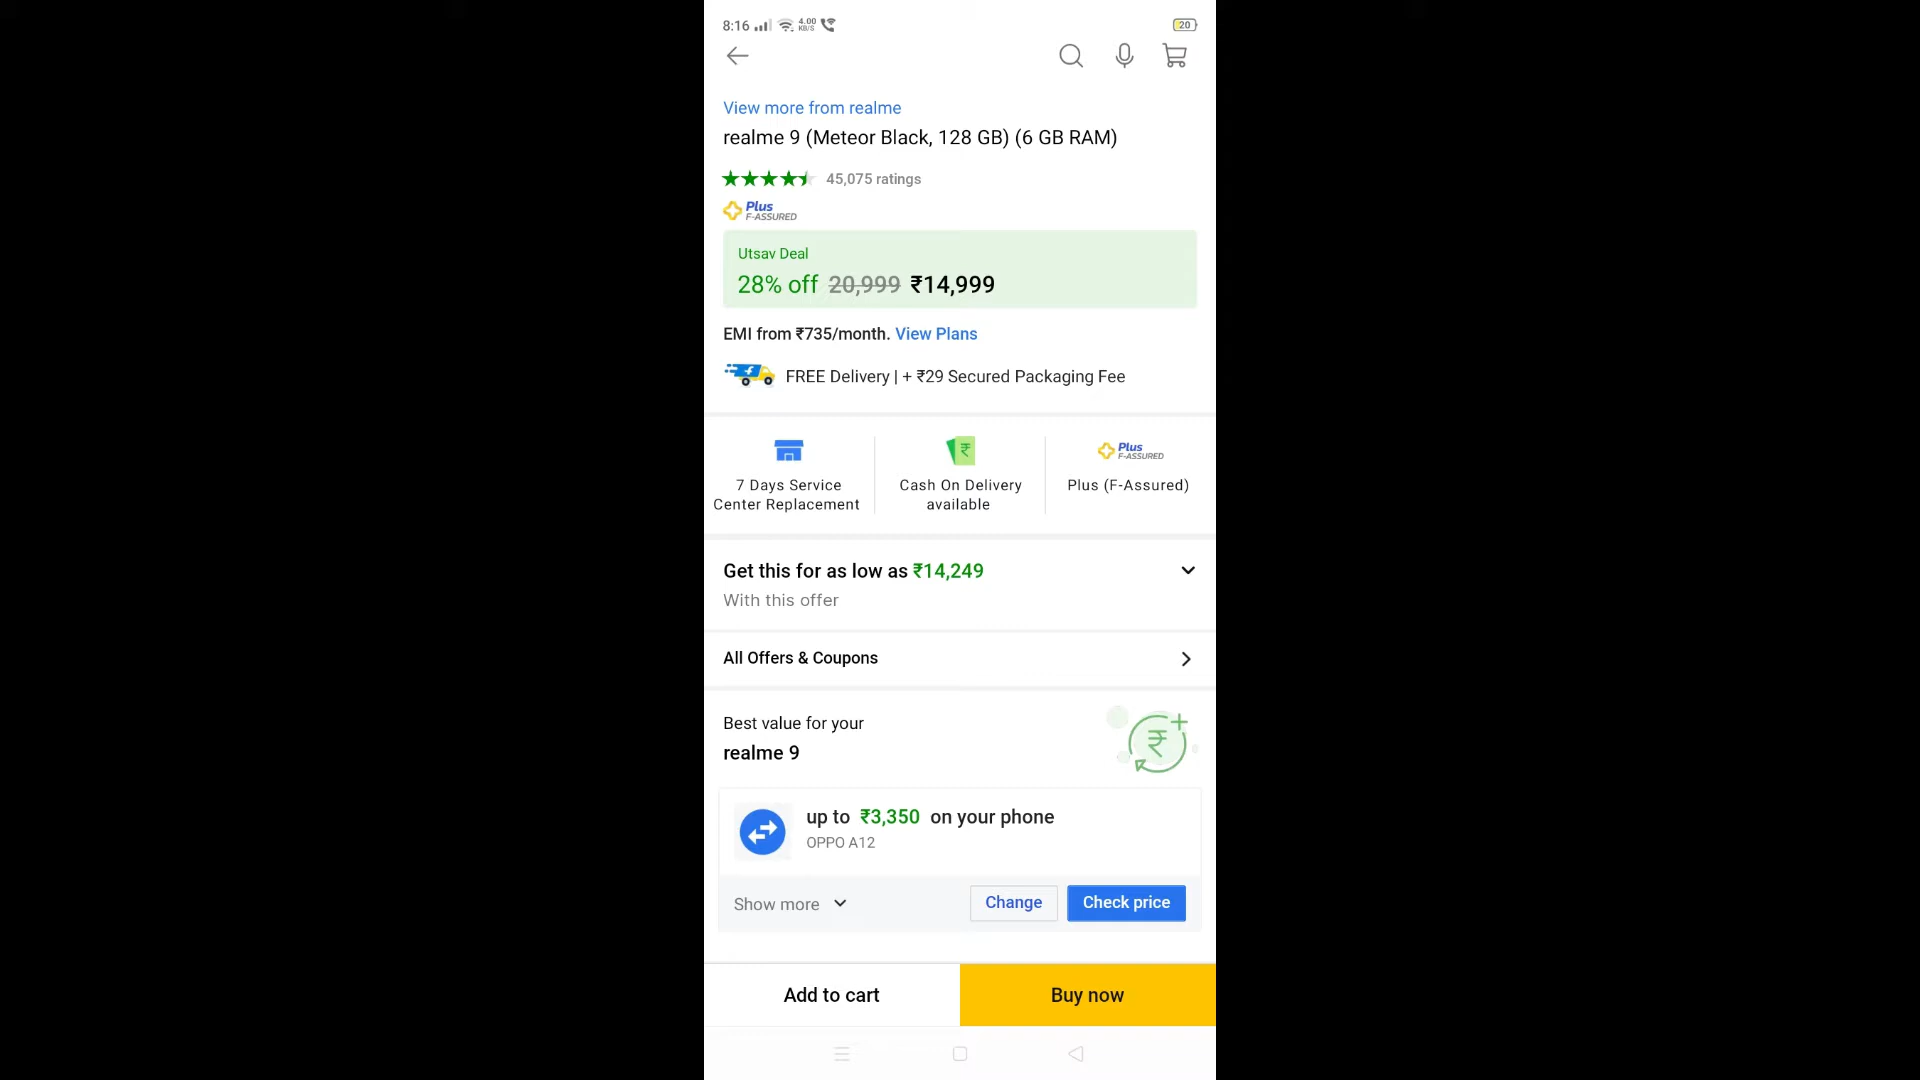 8:16 4.00 KB/S 20
View more from realme
realme 9 (Meteor Black, 128 GB) (6 GB RAM)
45,075 ratings
Plus
F-ASSURED
Utsav Deal
28% off 20,999 ₹14,999
EMI from ₹735/month. View Plans
FREE Delivery | + ₹29 Secured Packaging Fee
7 Days Service
Center Replacement
Cash On Delivery
available
Plus
F-ASSURED
Plus (F-Assured)
Get this for as low as ₹14,249
With this offer
All Offers & Coupons
Best value for your
realme 9
up to ₹3,350 on your phone
OPPO A12
Show more Change Check price
Add to cart Buy now